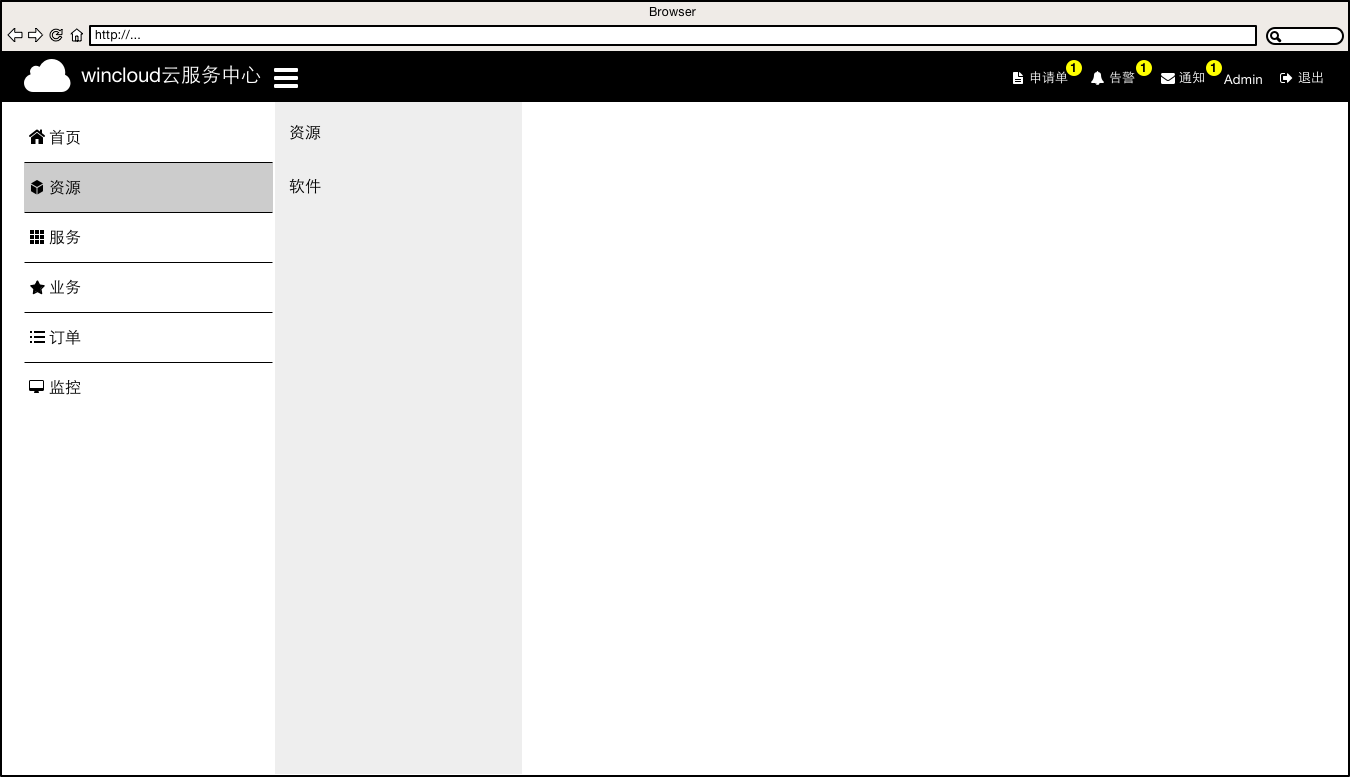 Browser
http://...
wincloud云服务中心
申请单 1 告警 1 通知 1 Admin 退出
首页
资源
服务
业务
订单
监控
资源
软件